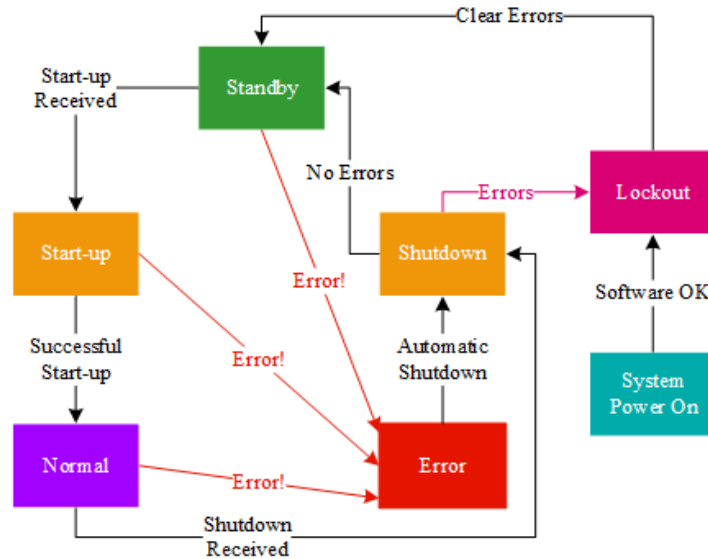 Clear Errors
Start-up
Received
Standby
No Errors
Errors
Lockout
Start-up
Error!
Shutdown
Software OK
Successful
Start-up
Error!
Automatic
Shutdown
System
Power On
Normal
Error!
Error
Shutdown
Received